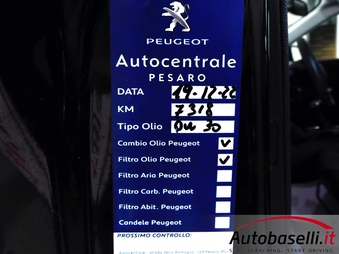 PEUGEOT
Autocentrale
PESARO
DATA 19-12-
KM 7318
Tipo Olio 30
Cambio Olio Peugeot ✓
Filtro Olio Peugeot ✓
Filtro Aria Peugeot
Filtro Carb. Peugeot
Filtro Abit. Peugeot
Candele Peugeot
PROSSIMO CONTROLLO:
Autobaselli.it